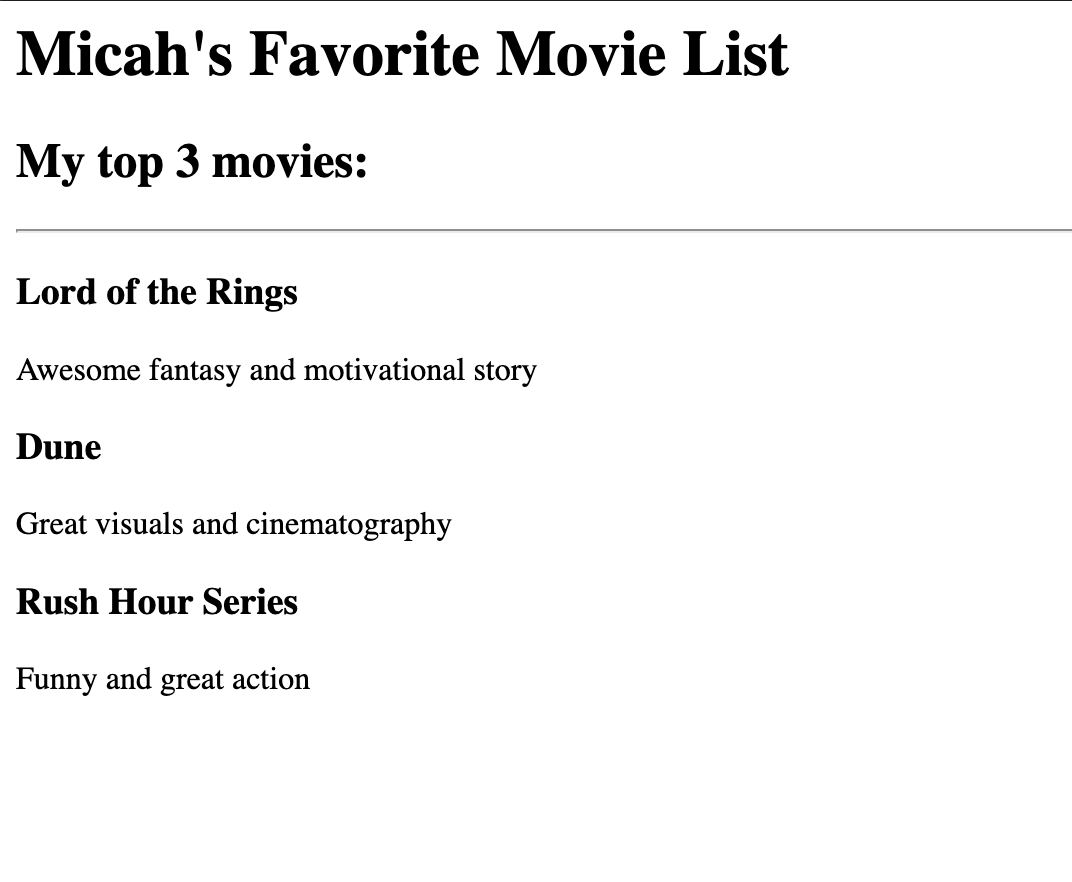 Micah's Favorite Movie List
My top 3 movies:
Lord of the Rings
Awesome fantasy and motivational story
Dune
Great visuals and cinematography
Rush Hour Series
Funny and great action